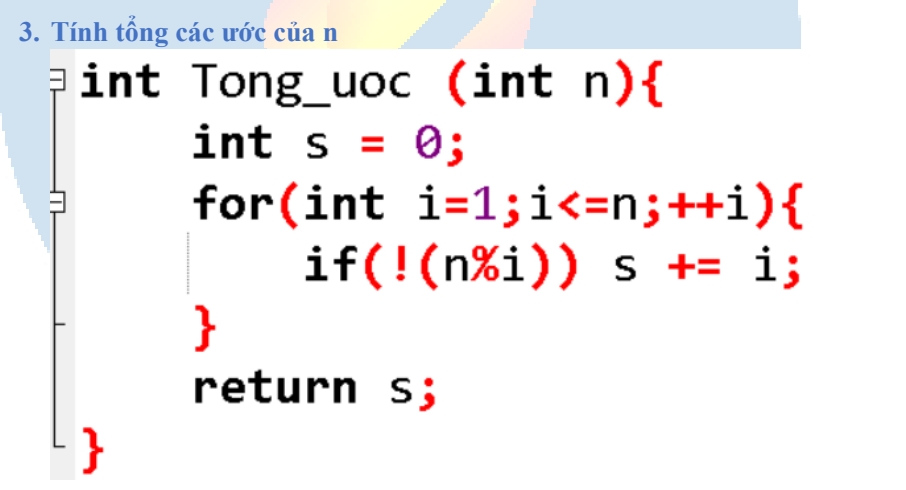 3. Tính tổng các ước của n
int Tong_uoc (int n){
int s = 0;
for(int i=1;i<=n;++i){
if(!(n%i)) s += i;
}
return s;
}